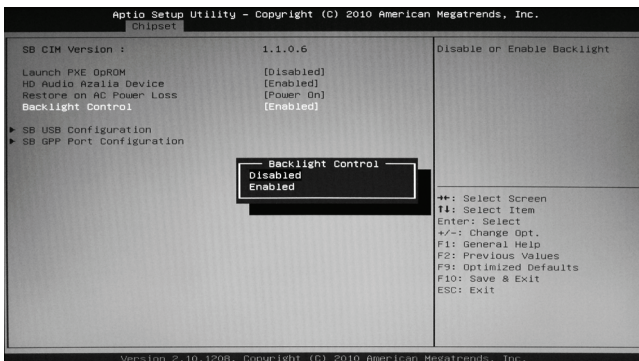 Aptio Setup Utility – Copyright (C) 2010 American Megatrends, Inc.
Chipset
SB CIM Version : 1.1.0.6
Launch PXE OpROM [Disabled]
HD Audio Azalia Device [Enabled]
Restore on AC Power Loss [Power On]
Backlight Control [Enabled]
► SB USB Configuration
► SB GPP Port Configuration
Backlight Control
Disabled
Enabled
Disable or Enable Backlight
→←: Select Screen
↑↓: Select Item
Enter: Select
+/-: Change Opt.
F1: General Help
F2: Previous Values
F9: Optimized Defaults
F10: Save & Exit
ESC: Exit
Version 2.10.1208. Copyright (C) 2010 American Megatrends, Inc.